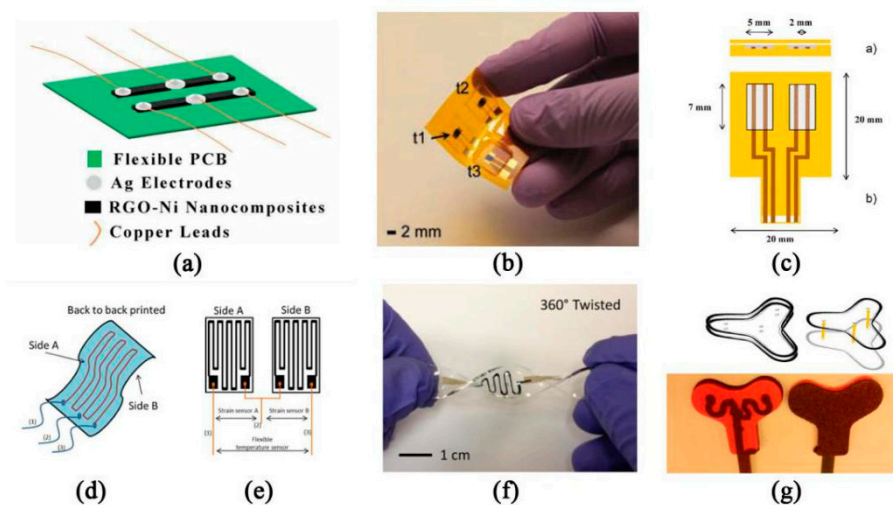 Flexible PCB
Ag Electrodes
RGO-Ni Nanocomposites
Copper Leads
(a)
t2
t1
t3
2 mm
(b)
5 mm
2 mm
a)
7 mm
20 mm
b)
20 mm
(c)
Back to back printed
Side A
Side B
(1)
(2)
(3)
(d)
Side A
Side B
Strain sensor A
Strain sensor B
(1)
(2)
(3)
Flexible
temperature sensor
(e)
360° Twisted
1 cm
(f)
(g)